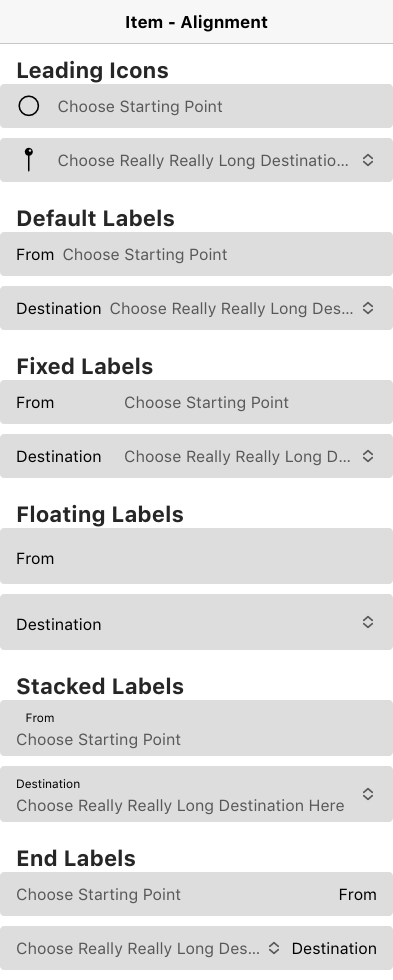 Item - Alignment
Leading Icons
Choose Starting Point
Choose Really Really Long Destinatio...
Default Labels
From Choose Starting Point
Destination Choose Really Really Long Des...
Fixed Labels
From Choose Starting Point
Destination Choose Really Really Long D...
Floating Labels
From
Destination
Stacked Labels
From
Choose Starting Point
Destination
Choose Really Really Long Destination Here
End Labels
Choose Starting Point From
Choose Really Really Long Des... Destination